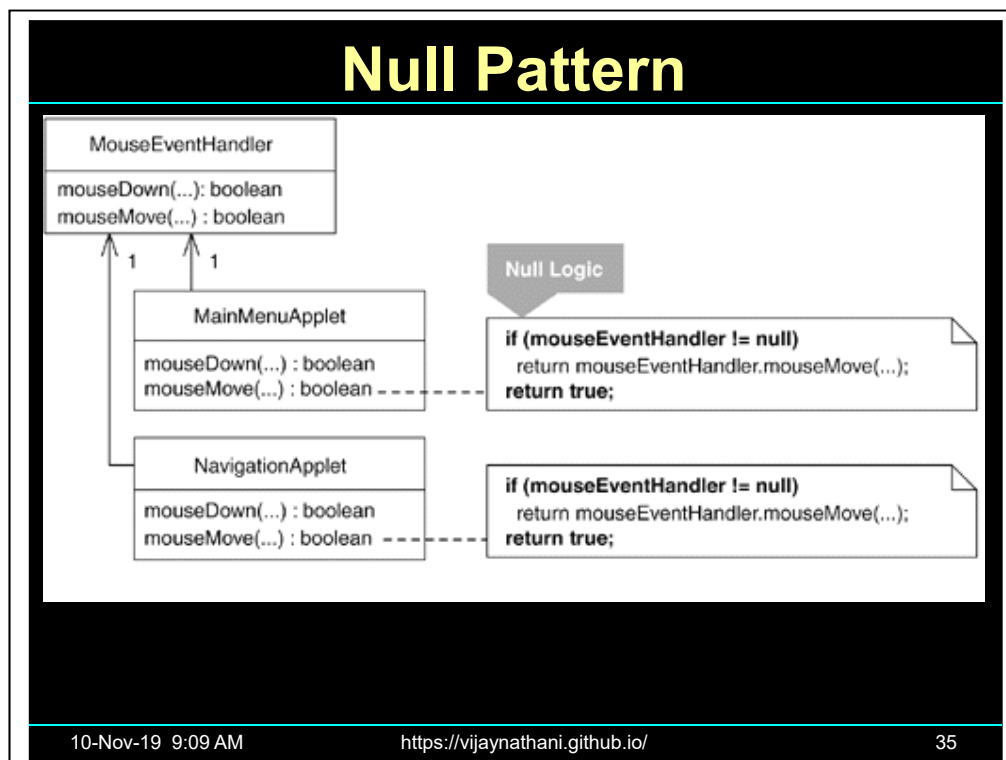 Null Pattern
MouseEventHandler
mouseDown(...): boolean
mouseMove(...) : boolean
1
1
MainMenuApplet
mouseDown(...) : boolean
mouseMove(...) : boolean
Null Logic
if (mouseEventHandler != null)
return mouseEventHandler.mouseMove(...);
return true;
NavigationApplet
mouseDown(...) : boolean
mouseMove(...) : boolean
if (mouseEventHandler != null)
return mouseEventHandler.mouseMove(...);
return true;
10-Nov-19 9:09 AM
https://vijaynathani.github.io/
35